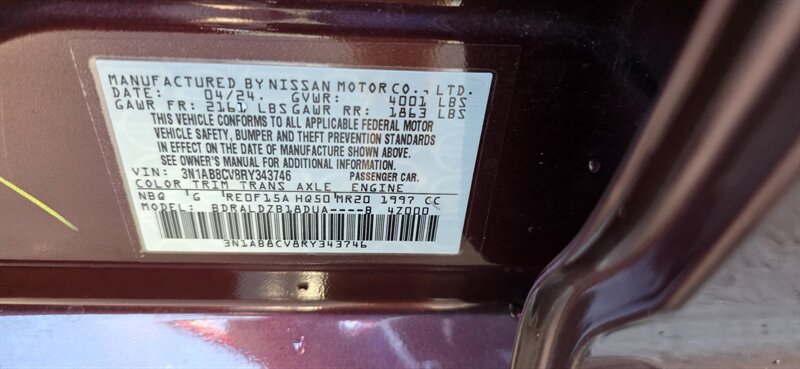 MANUFACTURED BY NISSAN MOTOR CO., LTD.
DATE: 04/24 GVWR: 4001 LBS
GAWR FR: 2161 LBS GAWR RR: 1863 LBS
THIS VEHICLE CONFORMS TO ALL APPLICABLE FEDERAL MOTOR
VEHICLE SAFETY, BUMPER AND THEFT PREVENTION STANDARDS
IN EFFECT ON THE DATE OF MANUFACTURE SHOWN ABOVE.
SEE OWNER'S MANUAL FOR ADDITIONAL INFORMATION.
VIN: 3N1AB8CV8RY343746 PASSENGER CAR.
COLOR TRIM TRANS AXLE ENGINE
NBQ G RE0F15A HQ50 MR20 1997 CC
MODEL: BDRALDZB18DUA----B 4Z000
3N1AB8CV8RY343746